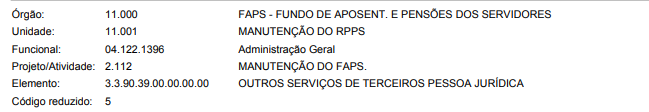 Órgão: 11.000 FAPS - FUNDO DE APOSENT. E PENSÕES DOS SERVIDORES
Unidade: 11.001 MANUTENÇÃO DO RPPS
Funcional: 04.122.1396 Administração Geral
Projeto/Atividade: 2.112 MANUTENÇÃO DO FAPS.
Elemento: 3.3.90.39.00.00.00.00 OUTROS SERVIÇOS DE TERCEIROS PESSOA JURÍDICA
Código reduzido: 5